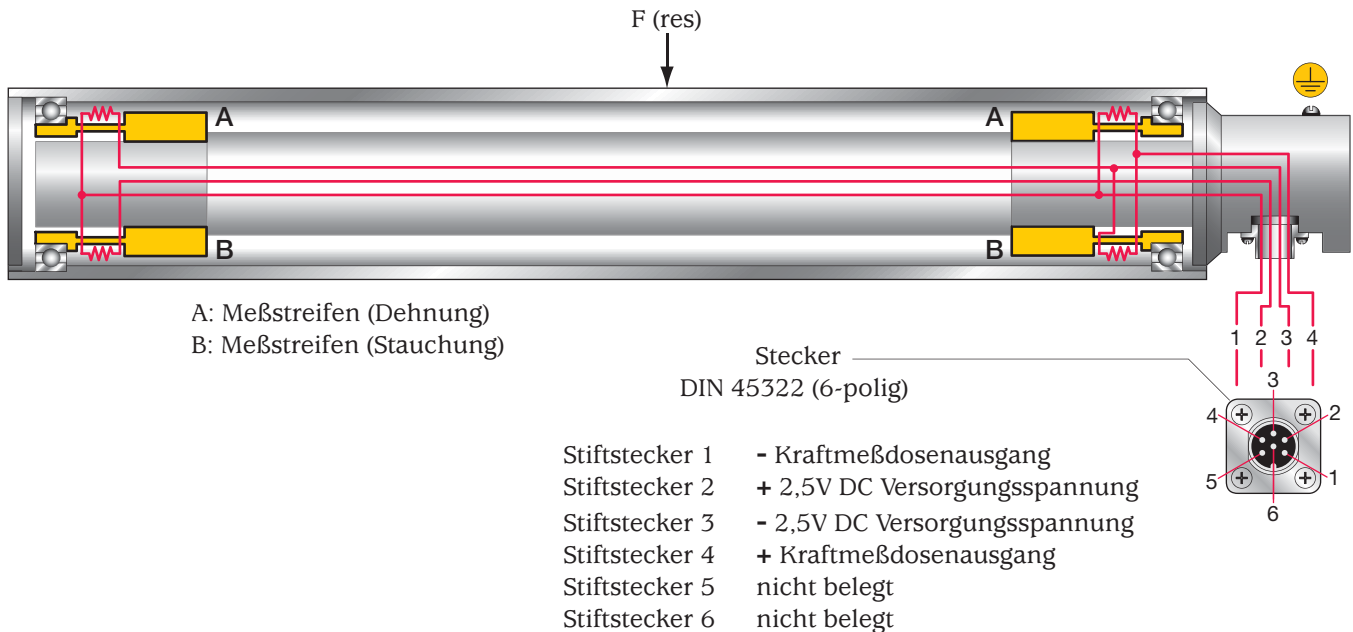 F (res)
A
A
B
B
A: Meßstreifen (Dehnung)
B: Meßstreifen (Stauchung)
1 2 3 4
Stecker
DIN 45322 (6-polig)
3
4 2
5 1
6
Stiftstecker 1 - Kraftmeßdosenausgang
Stiftstecker 2 + 2,5V DC Versorgungsspannung
Stiftstecker 3 - 2,5V DC Versorgungsspannung
Stiftstecker 4 + Kraftmeßdosenausgang
Stiftstecker 5 nicht belegt
Stiftstecker 6 nicht belegt